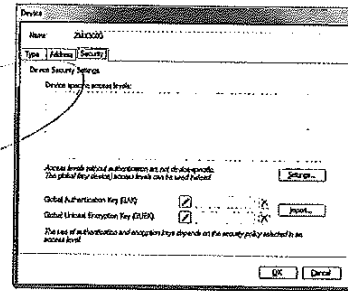 Device
Name
Type Address Security
Device Security Settings
Device specific access levels:
Access levels without authentication are not device-specific.
The global key device/access levels can be used instead.
Settings...
Global Authentication Key (GAK)
Global Unicast Encryption Key (GUEK)
Import...
The use of authentication and encryption keys depends on the security policy selected in an
access level.
OK Cancel